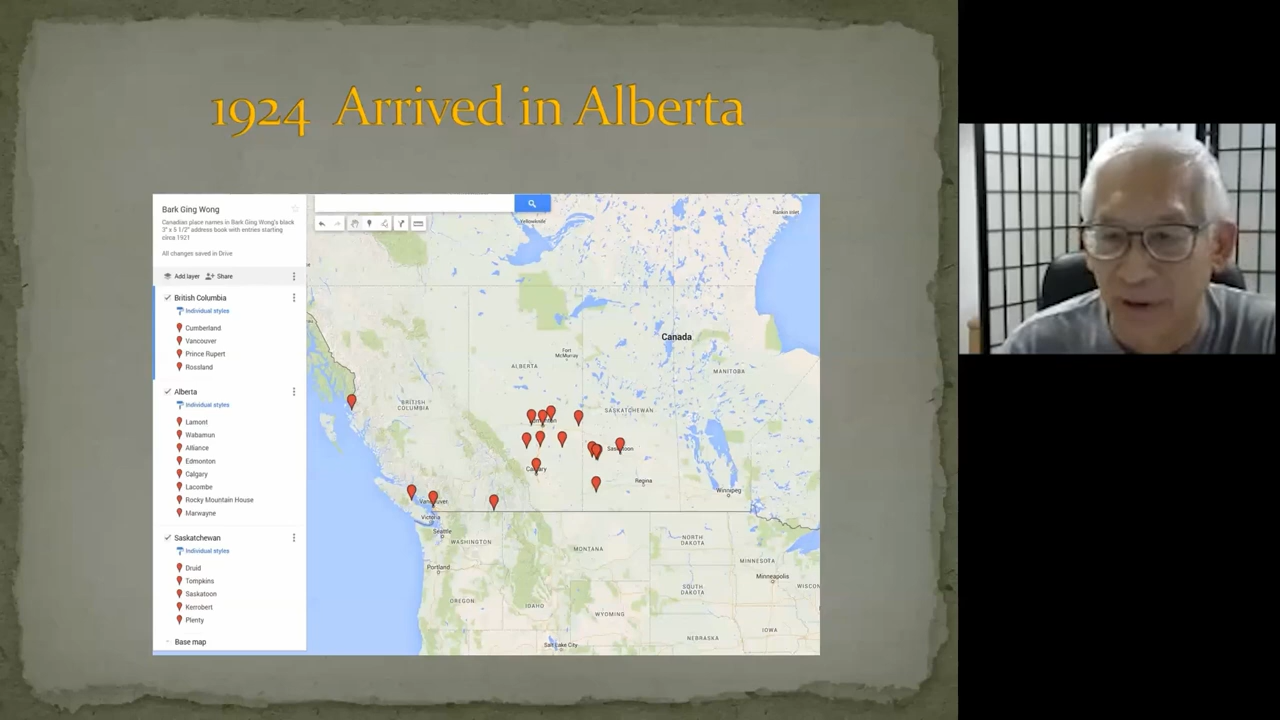 1924 Arrived in Alberta
Bark Ging Wong
Canadian place names in Bark Ging Wong's black
3" x 5 1/2" address book with entries starting
circa 1921
All changes saved in Drive
Add layer Share
British Columbia
Individual styles
Cumberland
Vancouver
Prince Rupert
Rossland
Alberta
Individual styles
Lamont
Wabamun
Alliance
Edmonton
Calgary
Lacombe
Rocky Mountain House
Marwayne
Saskatchewan
Individual styles
Druid
Tompkins
Saskatoon
Kerrobert
Plenty
Base map
Yellowknife
Rankin Inlet
Canada
Fort
McMurray
ALBERTA
MANITOBA
BRITISH
COLUMBIA
SASKATCHEWAN
Edmonton
Saskatoon
Calgary
Regina
Winnipeg
Vancouver
Victoria
Seattle
WASHINGTON
MONTANA
NORTH
DAKOTA
MINNESOTA
Portland
Minneapolis
SOUTH
DAKOTA
WISCON
OREGON
IDAHO
WYOMING
IOWA
NEBRASKA
Salt Lake City